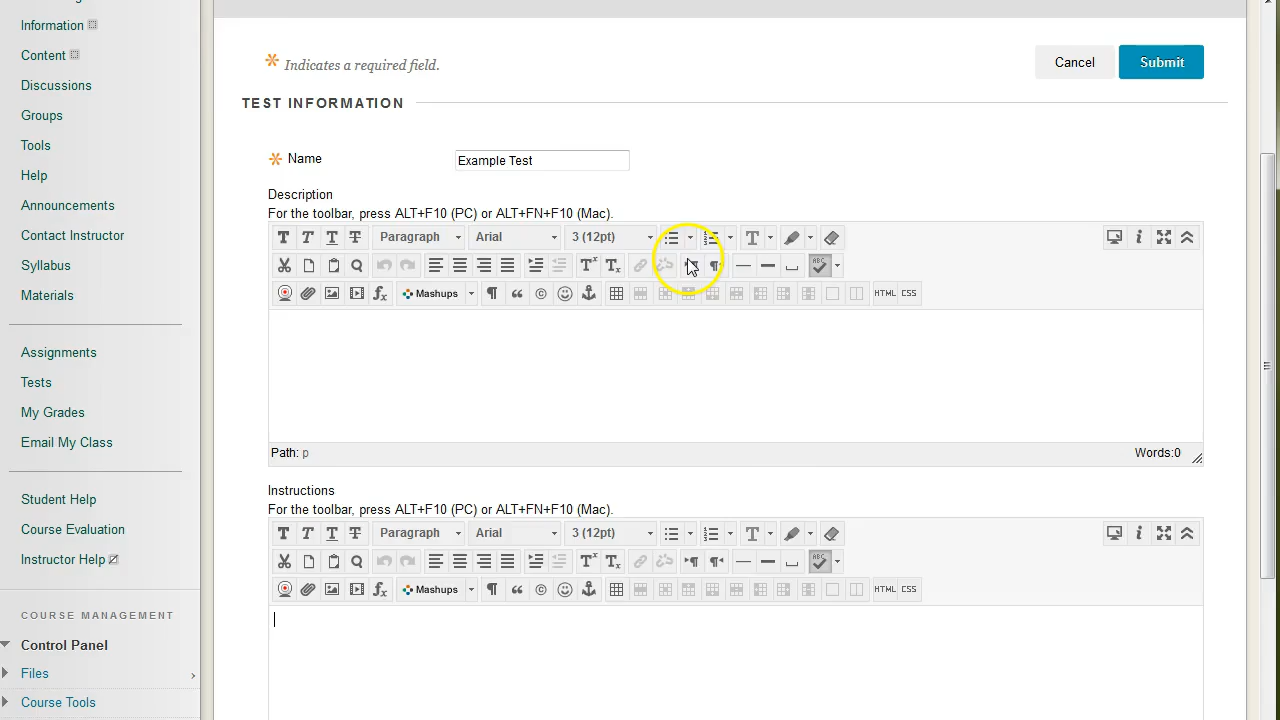 Information
Content
Discussions
Groups
Tools
Help
Announcements
Contact Instructor
Syllabus
Materials
Assignments
Tests
My Grades
Email My Class
Student Help
Course Evaluation
Instructor Help
COURSE MANAGEMENT
Control Panel
Files
Course Tools
Indicates a required field.
Cancel Submit
TEST INFORMATION
Name Example Test
Description
For the toolbar, press ALT+F10 (PC) or ALT+FN+F10 (Mac).
T T T T Paragraph Arial 3 (12pt) T
ABC
Mashups HTML CSS
Path: p Words:0
Instructions
For the toolbar, press ALT+F10 (PC) or ALT+FN+F10 (Mac).
T T T T Paragraph Arial 3 (12pt) T
ABC
Mashups HTML CSS